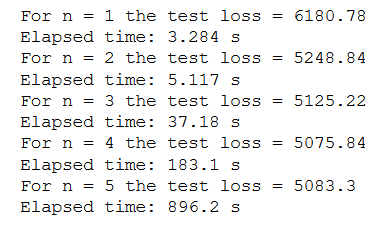 For n = 1 the test loss = 6180.78
Elapsed time: 3.284 s
For n = 2 the test loss = 5248.84
Elapsed time: 5.117 s
For n = 3 the test loss = 5125.22
Elapsed time: 37.18 s
For n = 4 the test loss = 5075.84
Elapsed time: 183.1 s
For n = 5 the test loss = 5083.3
Elapsed time: 896.2 s